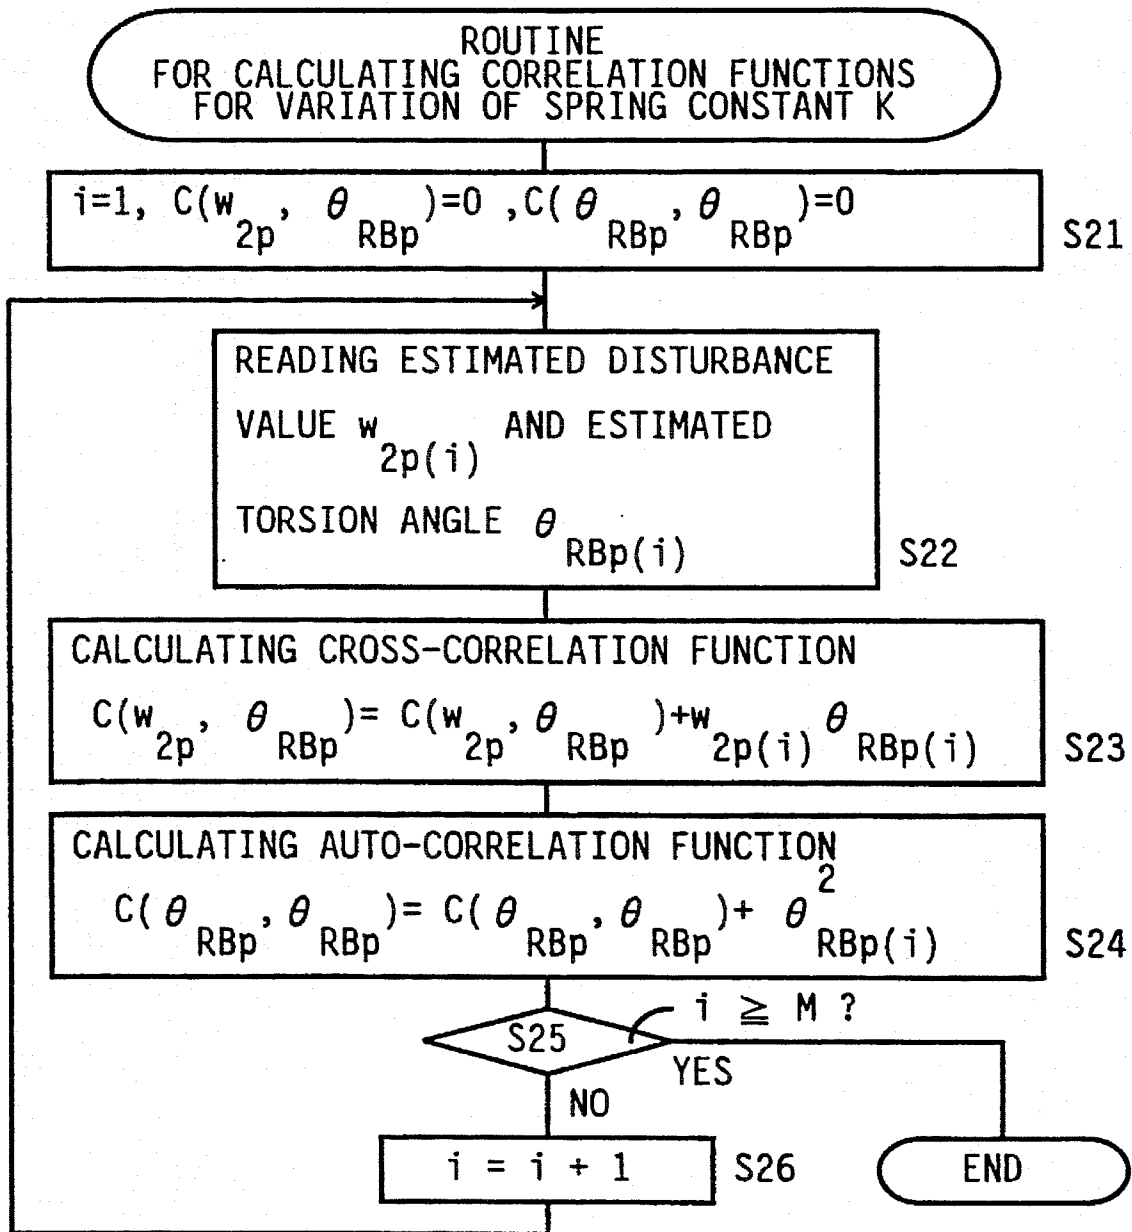 ROUTINE
FOR CALCULATING CORRELATION FUNCTIONS
FOR VARIATION OF SPRING CONSTANT K
i=1, C(w2p, θRBp)=0 ,C(θRBp, θRBp)=0
S21
READING ESTIMATED DISTURBANCE
VALUE w2p(i) AND ESTIMATED
TORSION ANGLE θRBp(i)
S22
CALCULATING CROSS-CORRELATION FUNCTION
C(w2p, θRBp)= C(w2p, θRBp)+w2p(i) θRBp(i)
S23
CALCULATING AUTO-CORRELATION FUNCTION
C(θRBp, θRBp)= C(θRBp, θRBp)+ θ²RBp(i)
S24
i ≧ M ?
S25
YES
NO
i = i + 1
S26
END